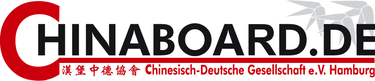 CHINABOARD.DE
漢堡中德協會 Chinesisch-Deutsche Gesellschaft e.V. Hamburg